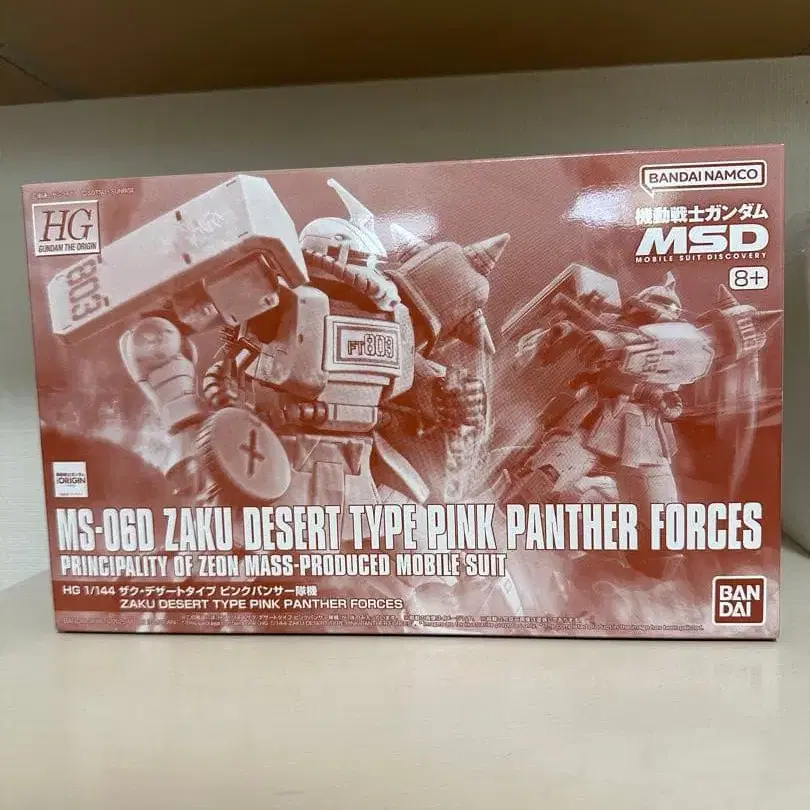 BANDAI NAMCO
HG
GUNDAM THE ORIGIN
機動戦士ガンダム
MSD
MOBILE SUIT DISCOVERY
8+
803
FT803
THE ORIGIN
MS-06D ZAKU DESERT TYPE PINK PANTHER FORCES
PRINCIPALITY OF ZEON MASS-PRODUCED MOBILE SUIT
HG 1/144 ザク・デザートタイプ ピンクパンサー隊機
ZAKU DESERT TYPE PINK PANTHER FORCES
BAN
DAI